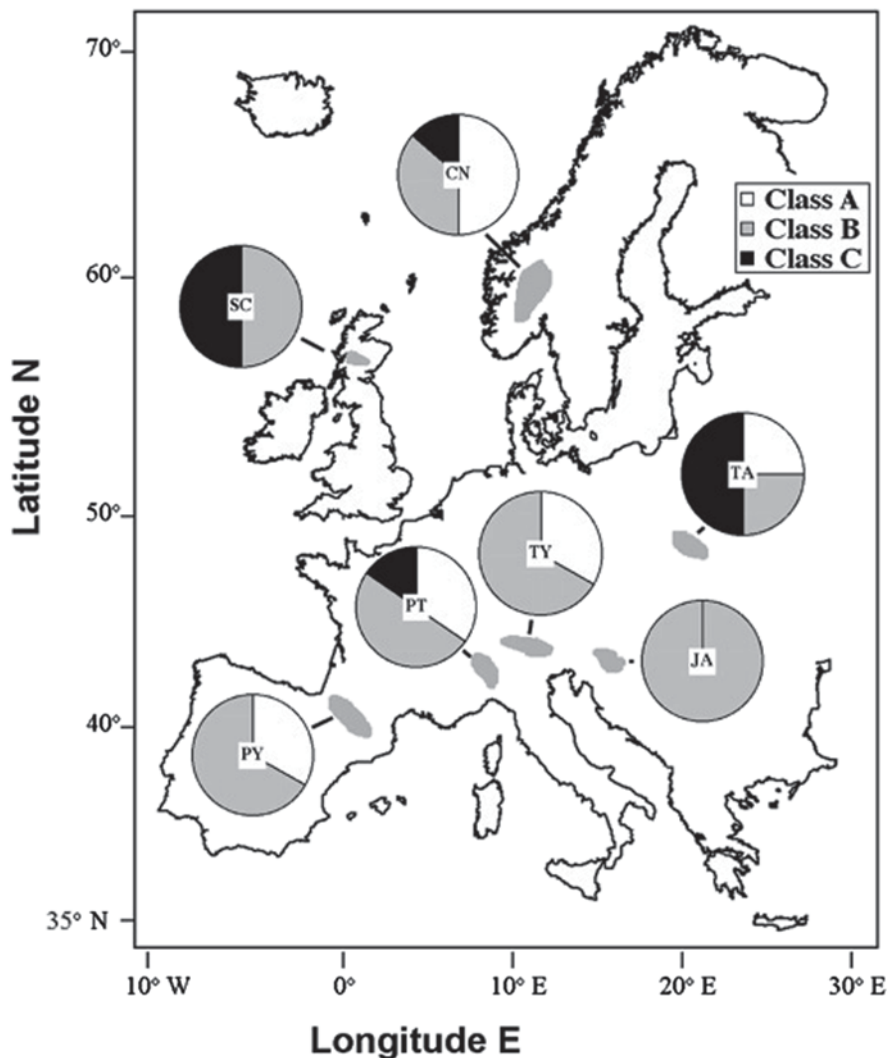 70°
CN
Class A
Class B
Class C
60°
SC
Latitude N
TA
50°
TY
PT
JA
40°
PY
35° N
10° W
0°
10° E
20° E
30° E
Longitude E